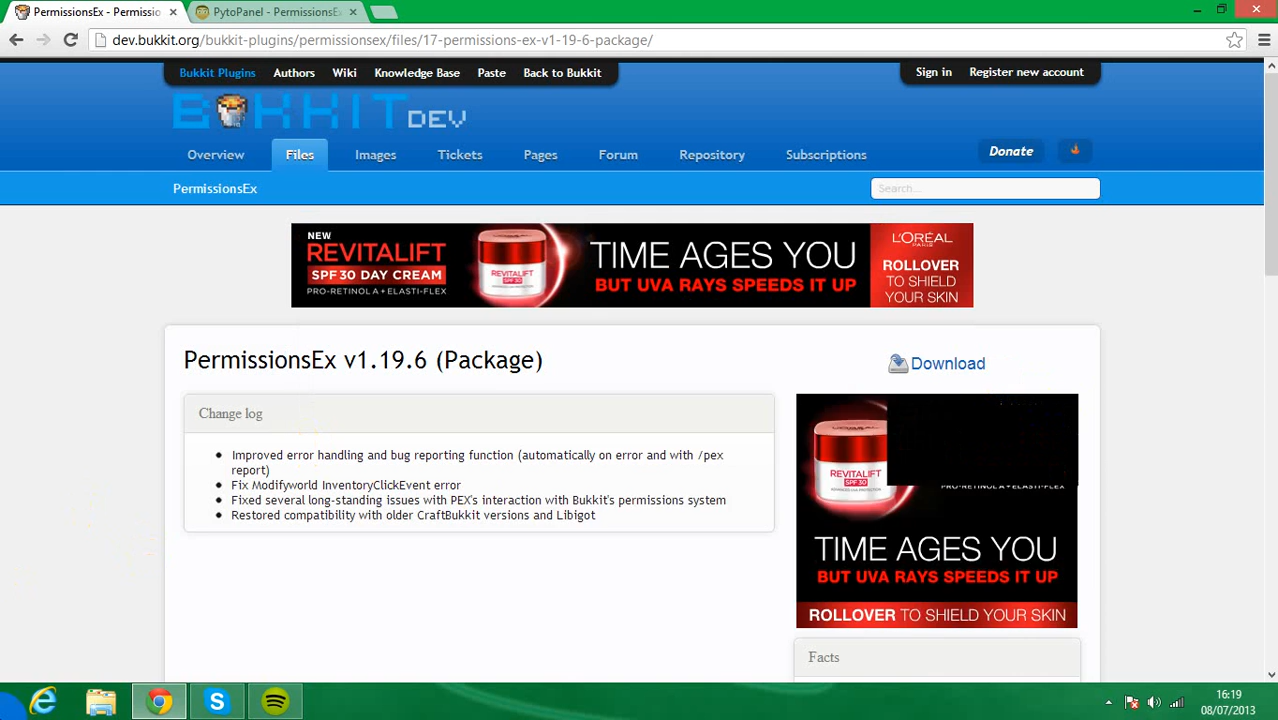 PermissionsEx - Permissio
PytoPanel - PermissionsEx
dev.bukkit.org/bukkit-plugins/permissionsex/files/17-permissions-ex-v1-19-6-package/
Bukkit Plugins Authors Wiki Knowledge Base Paste Back to Bukkit Sign in Register new account
BUKKIT DEV
Overview Files Images Tickets Pages Forum Repository Subscriptions Donate
PermissionsEx Search...
NEW
REVITALIFT
SPF 30 DAY CREAM
PRO-RETINOL A + ELASTI-FLEX
REVITALIFT
TIME AGES YOU
BUT UVA RAYS SPEEDS IT UP
L'ORÉAL
PARIS
ROLLOVER
TO SHIELD
YOUR SKIN
PermissionsEx v1.19.6 (Package)
Download
Change log
Improved error handling and bug reporting function (automatically on error and with /pex
report)
Fix Modifyworld InventoryClickEvent error
Fixed several long-standing issues with PEX's interaction with Bukkit's permissions system
Restored compatibility with older CraftBukkit versions and Libigot
REVITALIFT
PRO-RETINOL A + ELASTI-FLEX
TIME AGES YOU
BUT UVA RAYS SPEEDS IT UP
ROLLOVER TO SHIELD YOUR SKIN
Facts
16:19
08/07/2013